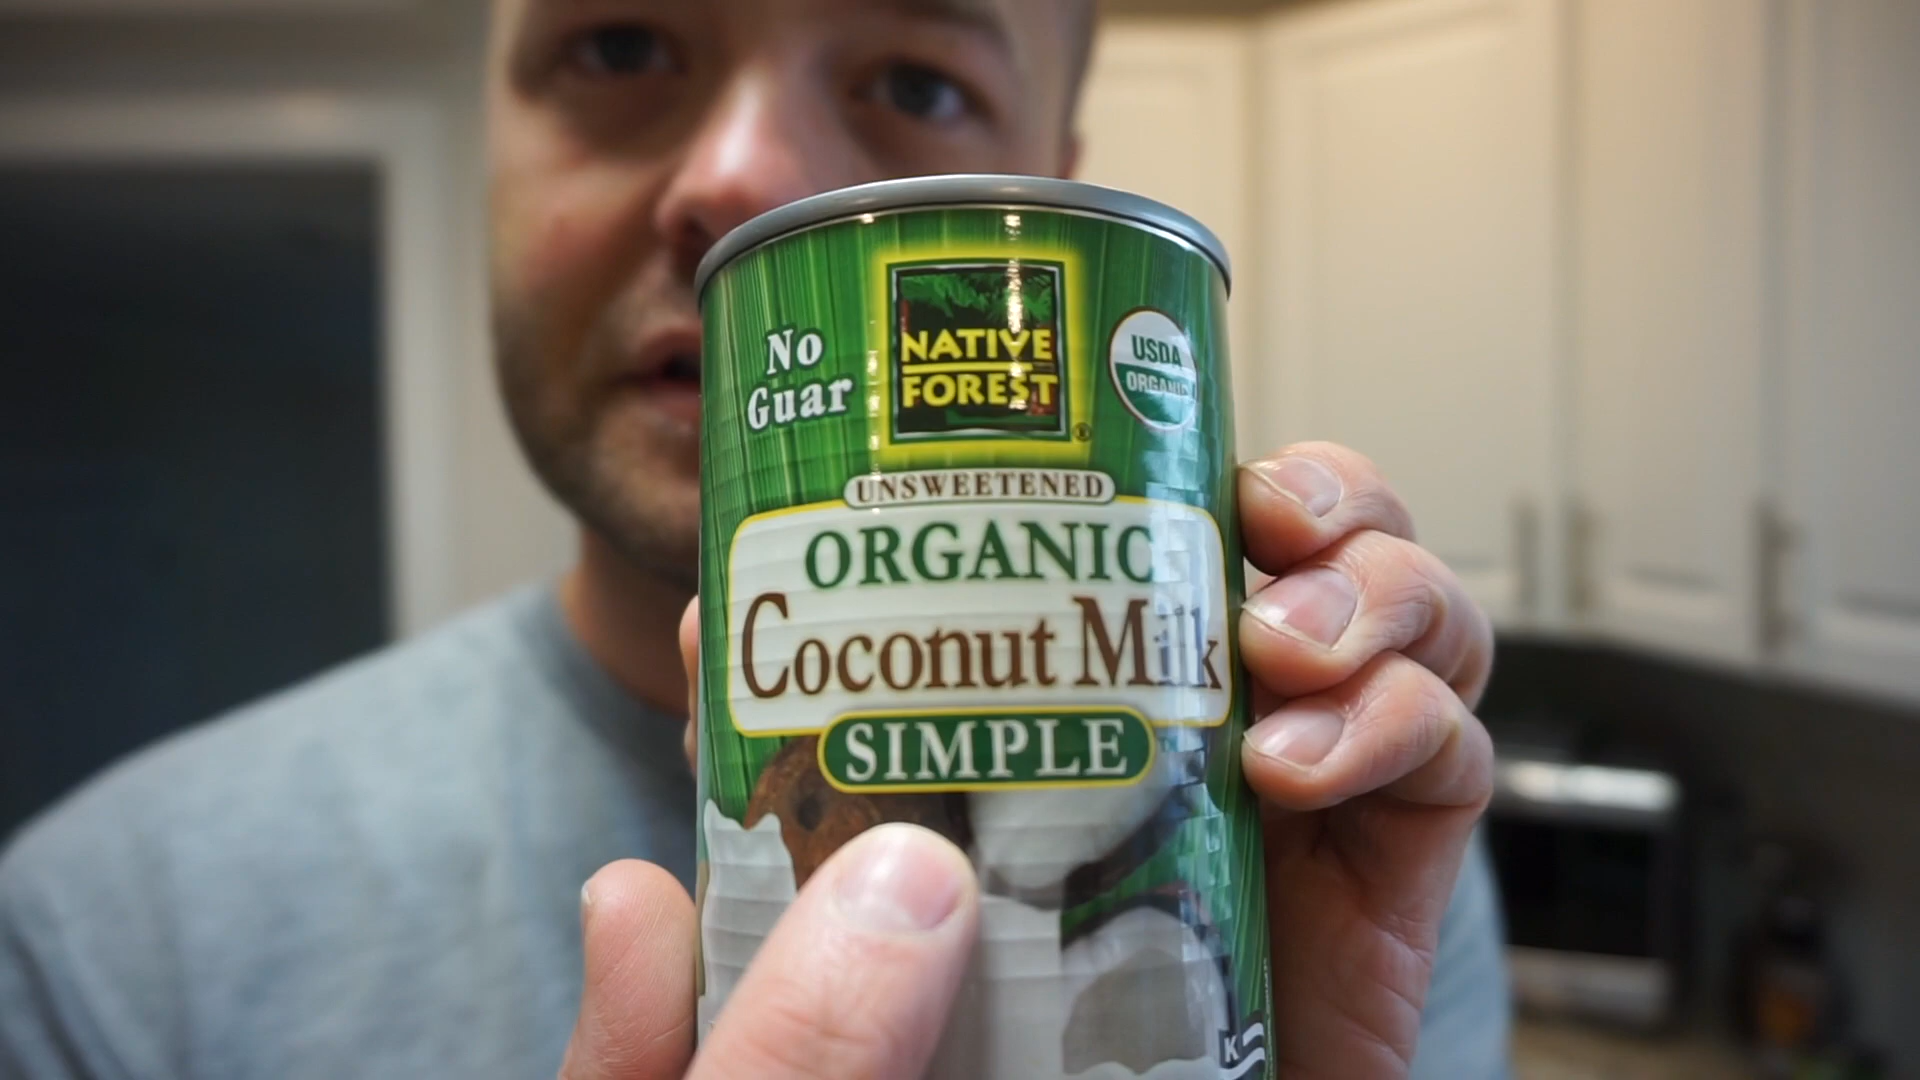 No
Guar
NATIVE
FOREST
®
USDA
ORGANIC
UNSWEETENED
ORGANIC
Coconut Milk
SIMPLE
K